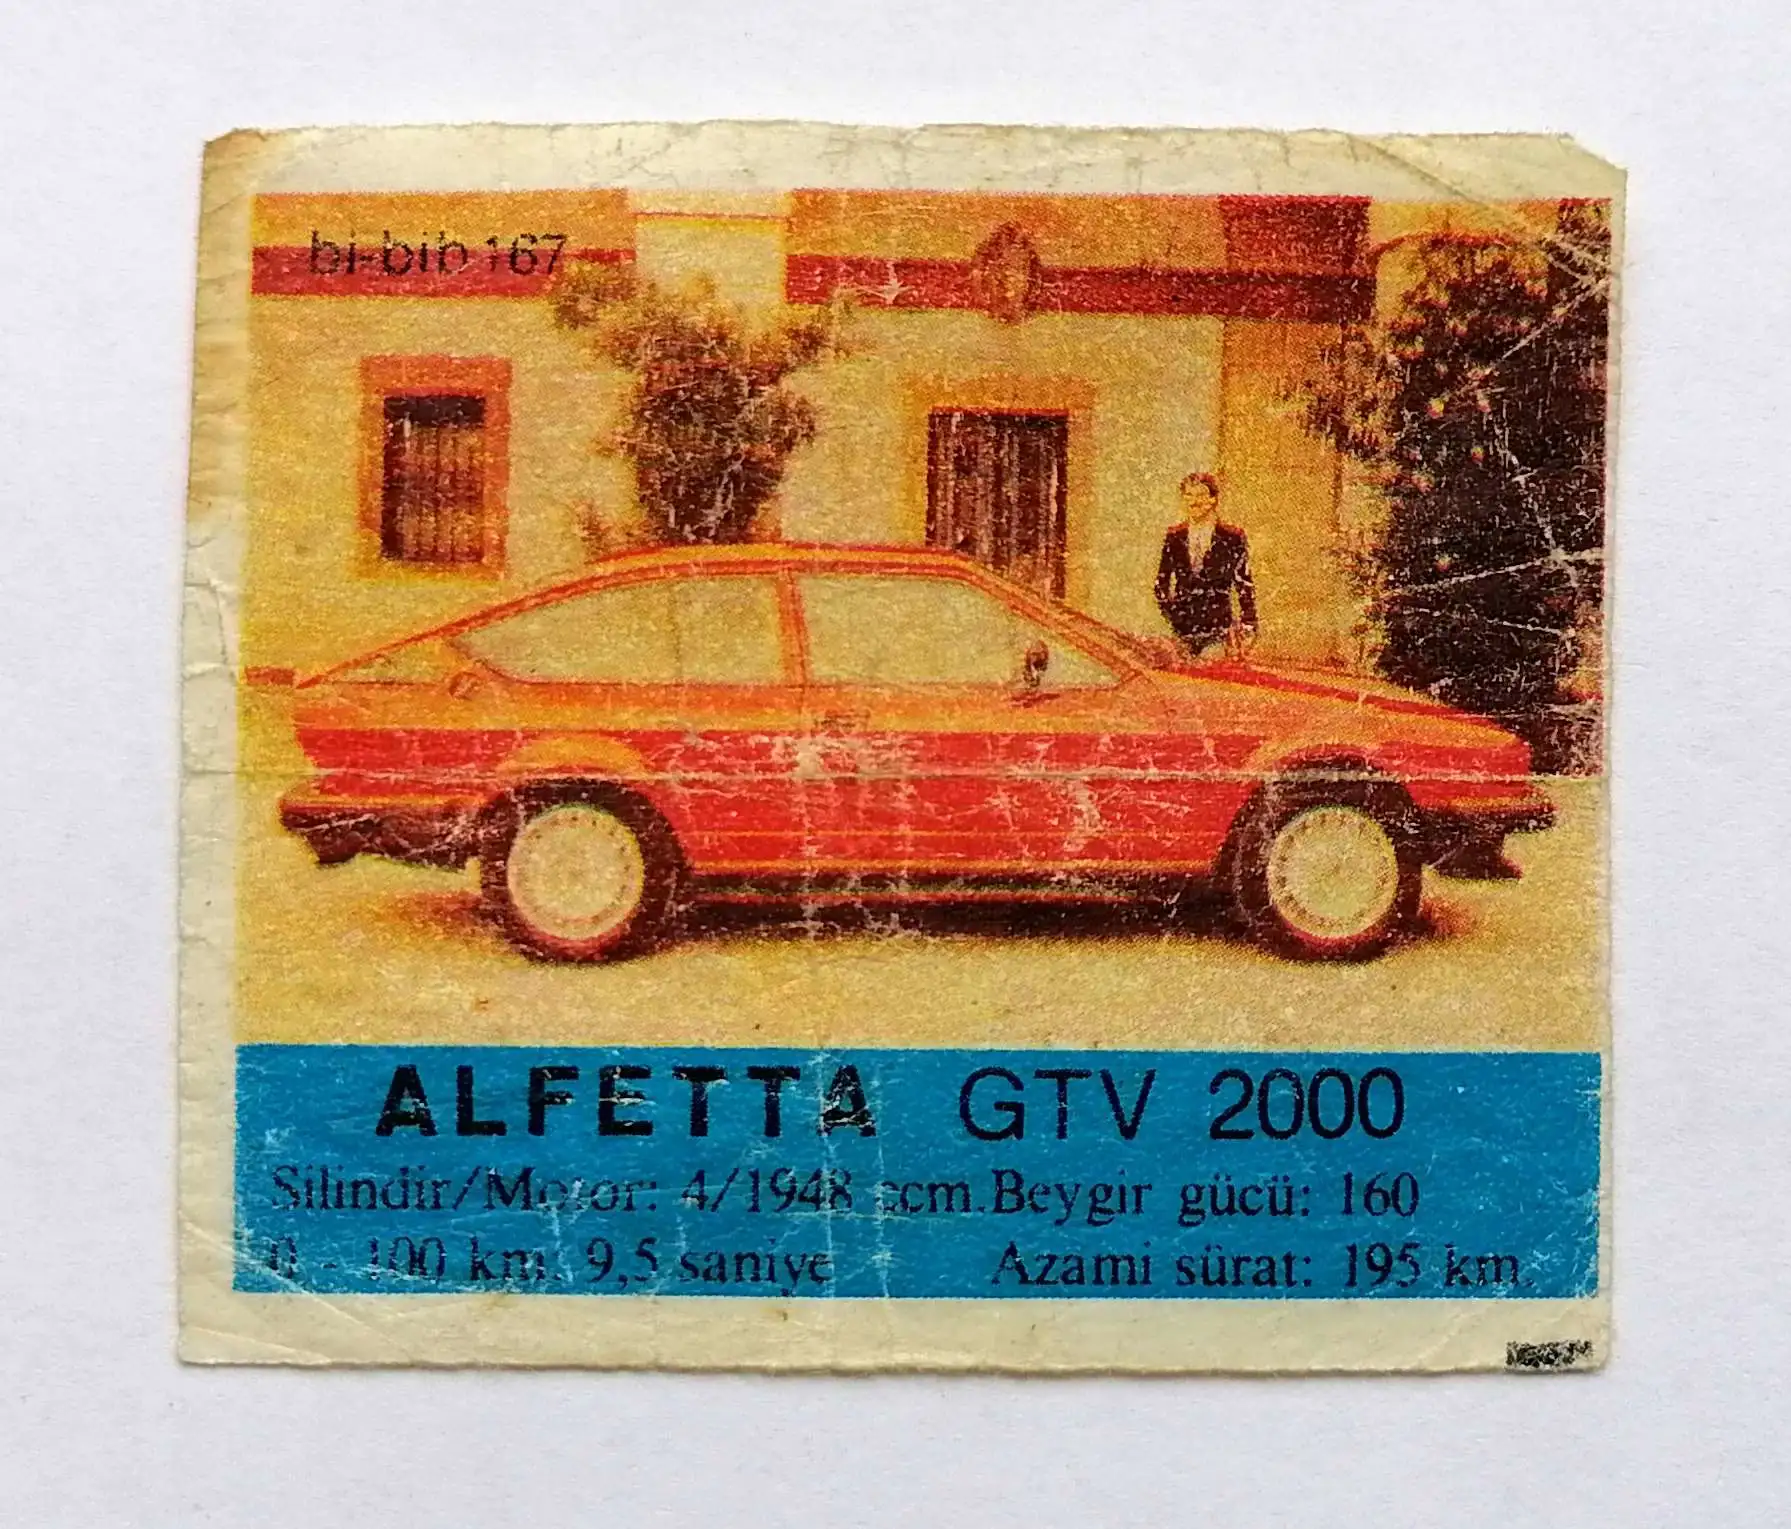 bi-bib 167
ALFETTA GTV 2000
Silindir/Motor: 4/1948 ccm. Beygir gücü: 160
0 - 100 km. 9,5 saniye Azami sürat: 195 km.